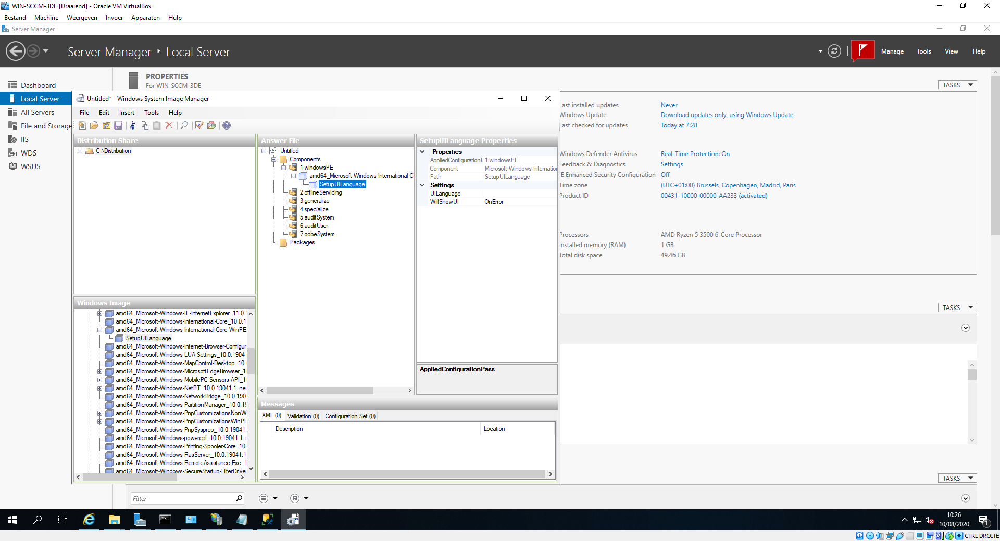 WIN-SCCM-3DE [Draaiend] - Oracle VM VirtualBox
Bestand Machine Weergeven Invoer Apparaten Hulp
Server Manager
Server Manager • Local Server
Manage Tools View Help
Dashboard
Local Server
All Servers
File and Storage
IIS
WDS
WSUS
PROPERTIES
For WIN-SCCM-3DE
TASKS
Last installed updates Never
Windows Update Download updates only, using Windows Update
Last checked for updates Today at 7:28
Windows Defender Antivirus Real-Time Protection: On
Feedback & Diagnostics Settings
IE Enhanced Security Configuration Off
Time zone (UTC+01:00) Brussels, Copenhagen, Madrid, Paris
Product ID 00431-10000-00000-AA233 (activated)
Processors AMD Ryzen 5 3500 6-Core Processor
Installed memory (RAM) 1 GB
Total disk space 49.46 GB
TASKS
TASKS
Filter
Untitled* - Windows System Image Manager
File Edit Insert Tools Help
Distribution Share
C:\Distribution
Windows Image
amd64_Microsoft-Windows-IE-InternetExplorer_11.0.
amd64_Microsoft-Windows-International-Core_10.0.1
amd64_Microsoft-Windows-International-Core-WinPE
SetupUILanguage
amd64_Microsoft-Windows-Internet-Browser-Configur
amd64_Microsoft-Windows-LUA-Settings_10.0.1904
amd64_Microsoft-Windows-MapControl-Desktop_10.
amd64_Microsoft-Windows-MicrosoftEdgeBrowser_1
amd64_Microsoft-Windows-MobilePC-Sensors-API_1
amd64_Microsoft-Windows-NetBT_10.0.19041.1_neu
amd64_Microsoft-Windows-NetworkBridge_10.0.190
amd64_Microsoft-Windows-PartitionManager_10.0.19
amd64_Microsoft-Windows-PnpCustomizationsNonW
amd64_Microsoft-Windows-PnpCustomizationsWinPE
amd64_Microsoft-Windows-PnpSysprep_10.0.19041.
amd64_Microsoft-Windows-powercpl_10.0.19041.1_
amd64_Microsoft-Windows-Printing-Spooler-Core_10.
amd64_Microsoft-Windows-RasServer_10.0.19041.1
amd64_Microsoft-Windows-RemoteAssistance-Exe_1
amd64_Microsoft-Windows-SecureStartup-FilterDriver
Answer File
Untitled
Components
1 windowsPE
amd64_Microsoft-Windows-International-Co
SetupUILanguage
2 offlineServicing
3 generalize
4 specialize
5 auditSystem
6 auditUser
7 oobeSystem
Packages
SetupUILanguage Properties
Properties
AppliedConfigurationP 1 windowsPE
Component Microsoft-Windows-Internation
Path SetupUILanguage
Settings
UILanguage
WillShowUI OnError
AppliedConfigurationPass
Messages
XML (0) Validation (0) Configuration Set (0)
Description Location
10:26
10/08/2020
1
CTRL DROITE